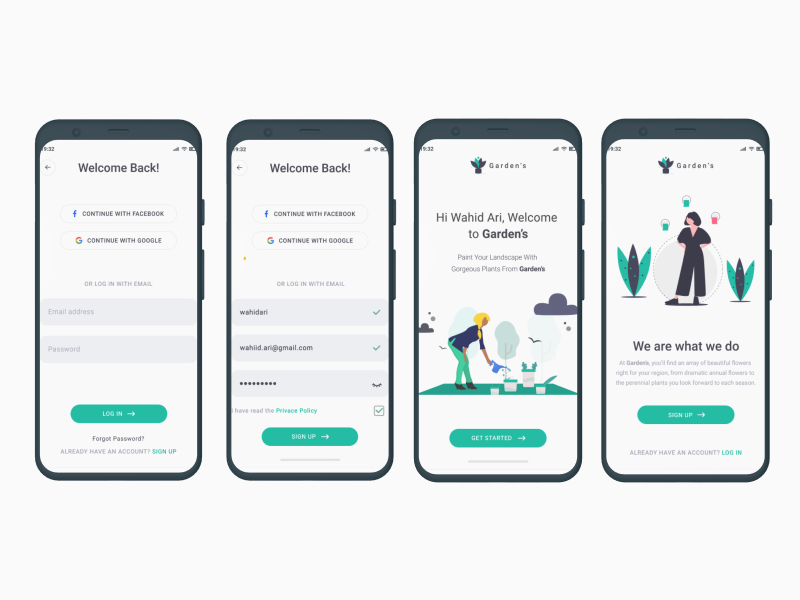 9:32
Welcome Back!
CONTINUE WITH FACEBOOK
CONTINUE WITH GOOGLE
OR LOG IN WITH EMAIL
Email address
Password
LOG IN
Forgot Password?
ALREADY HAVE AN ACCOUNT? SIGN UP
9:32
Welcome Back!
CONTINUE WITH FACEBOOK
CONTINUE WITH GOOGLE
OR LOG IN WITH EMAIL
wahidari
wahiid.ari@gmail.com
I have read the Privace Policy
SIGN UP
9:32
Garden's
Hi Wahid Ari, Welcome
to Garden's
Paint Your Landscape With
Gorgeous Plants From Garden's
GET STARTED
9:32
Garden's
We are what we do
At Garden's, you'll find an array of beautiful flowers
right for your region, from dramatic annual flowers to
the perennial plants you look forward to each season.
SIGN UP
ALREADY HAVE AN ACCOUNT? LOG IN